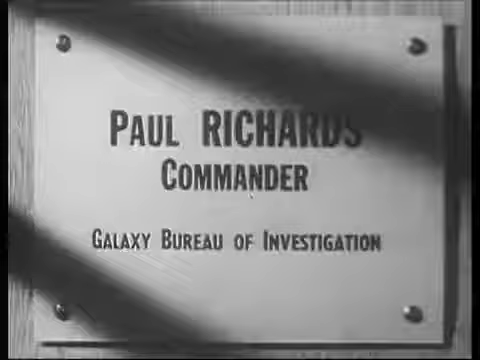 PAUL RICHARDS
COMMANDER
GALAXY BUREAU OF INVESTIGATION